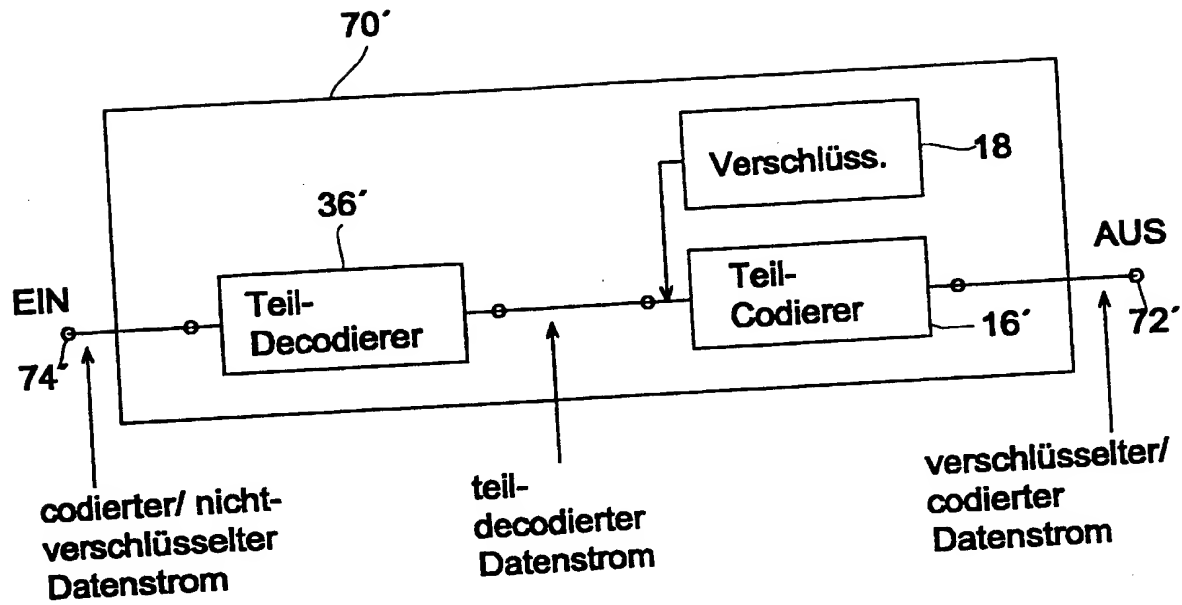 70´
Verschlüss.
18
36´
AUS
EIN
Teil-
Decodierer
Teil-
Codierer
16´
72´
74´
codierter/ nicht-
verschlüsselter
Datenstrom
teil-
decodierter
Datenstrom
verschlüsselter/
codierter
Datenstrom